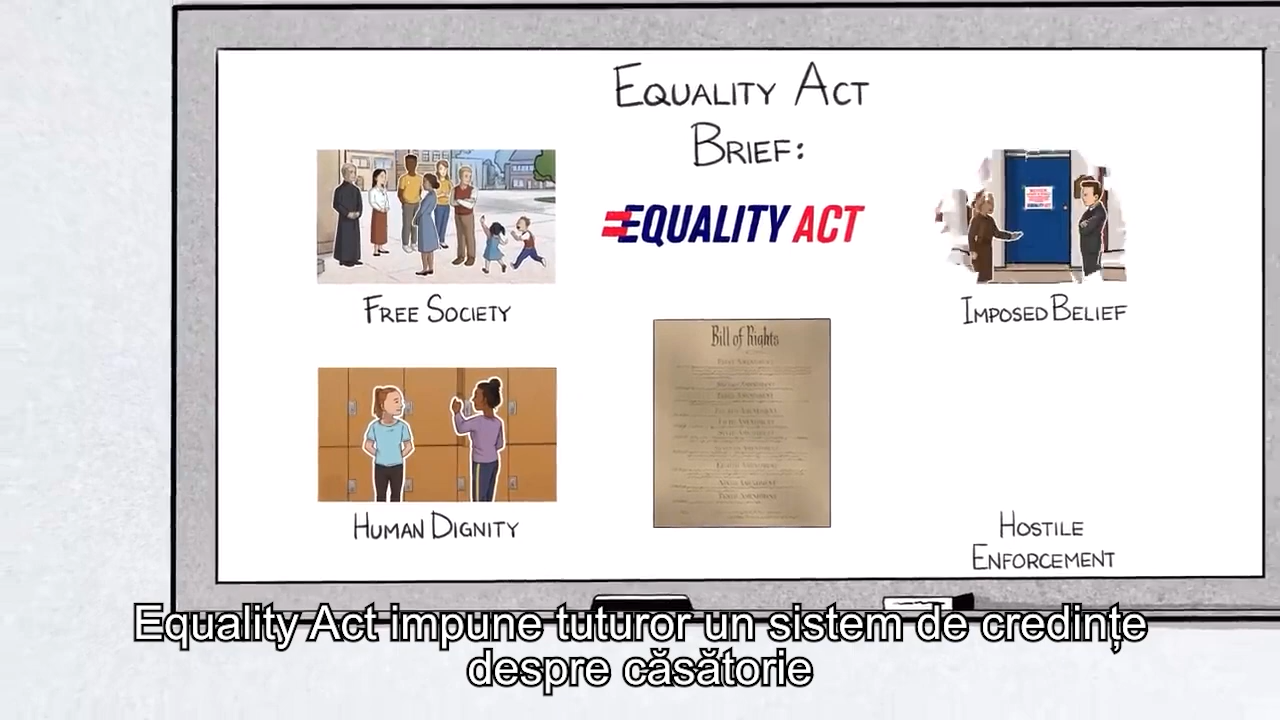 EQUALITY ACT
BRIEF:
EQUALITY ACT
FREE SOCIETY
IMPOSED BELIEF
Bill of Rights
HUMAN DIGNITY
HOSTILE
ENFORCEMENT
Equality Act impune tuturor un sistem de credințe
despre căsătorie